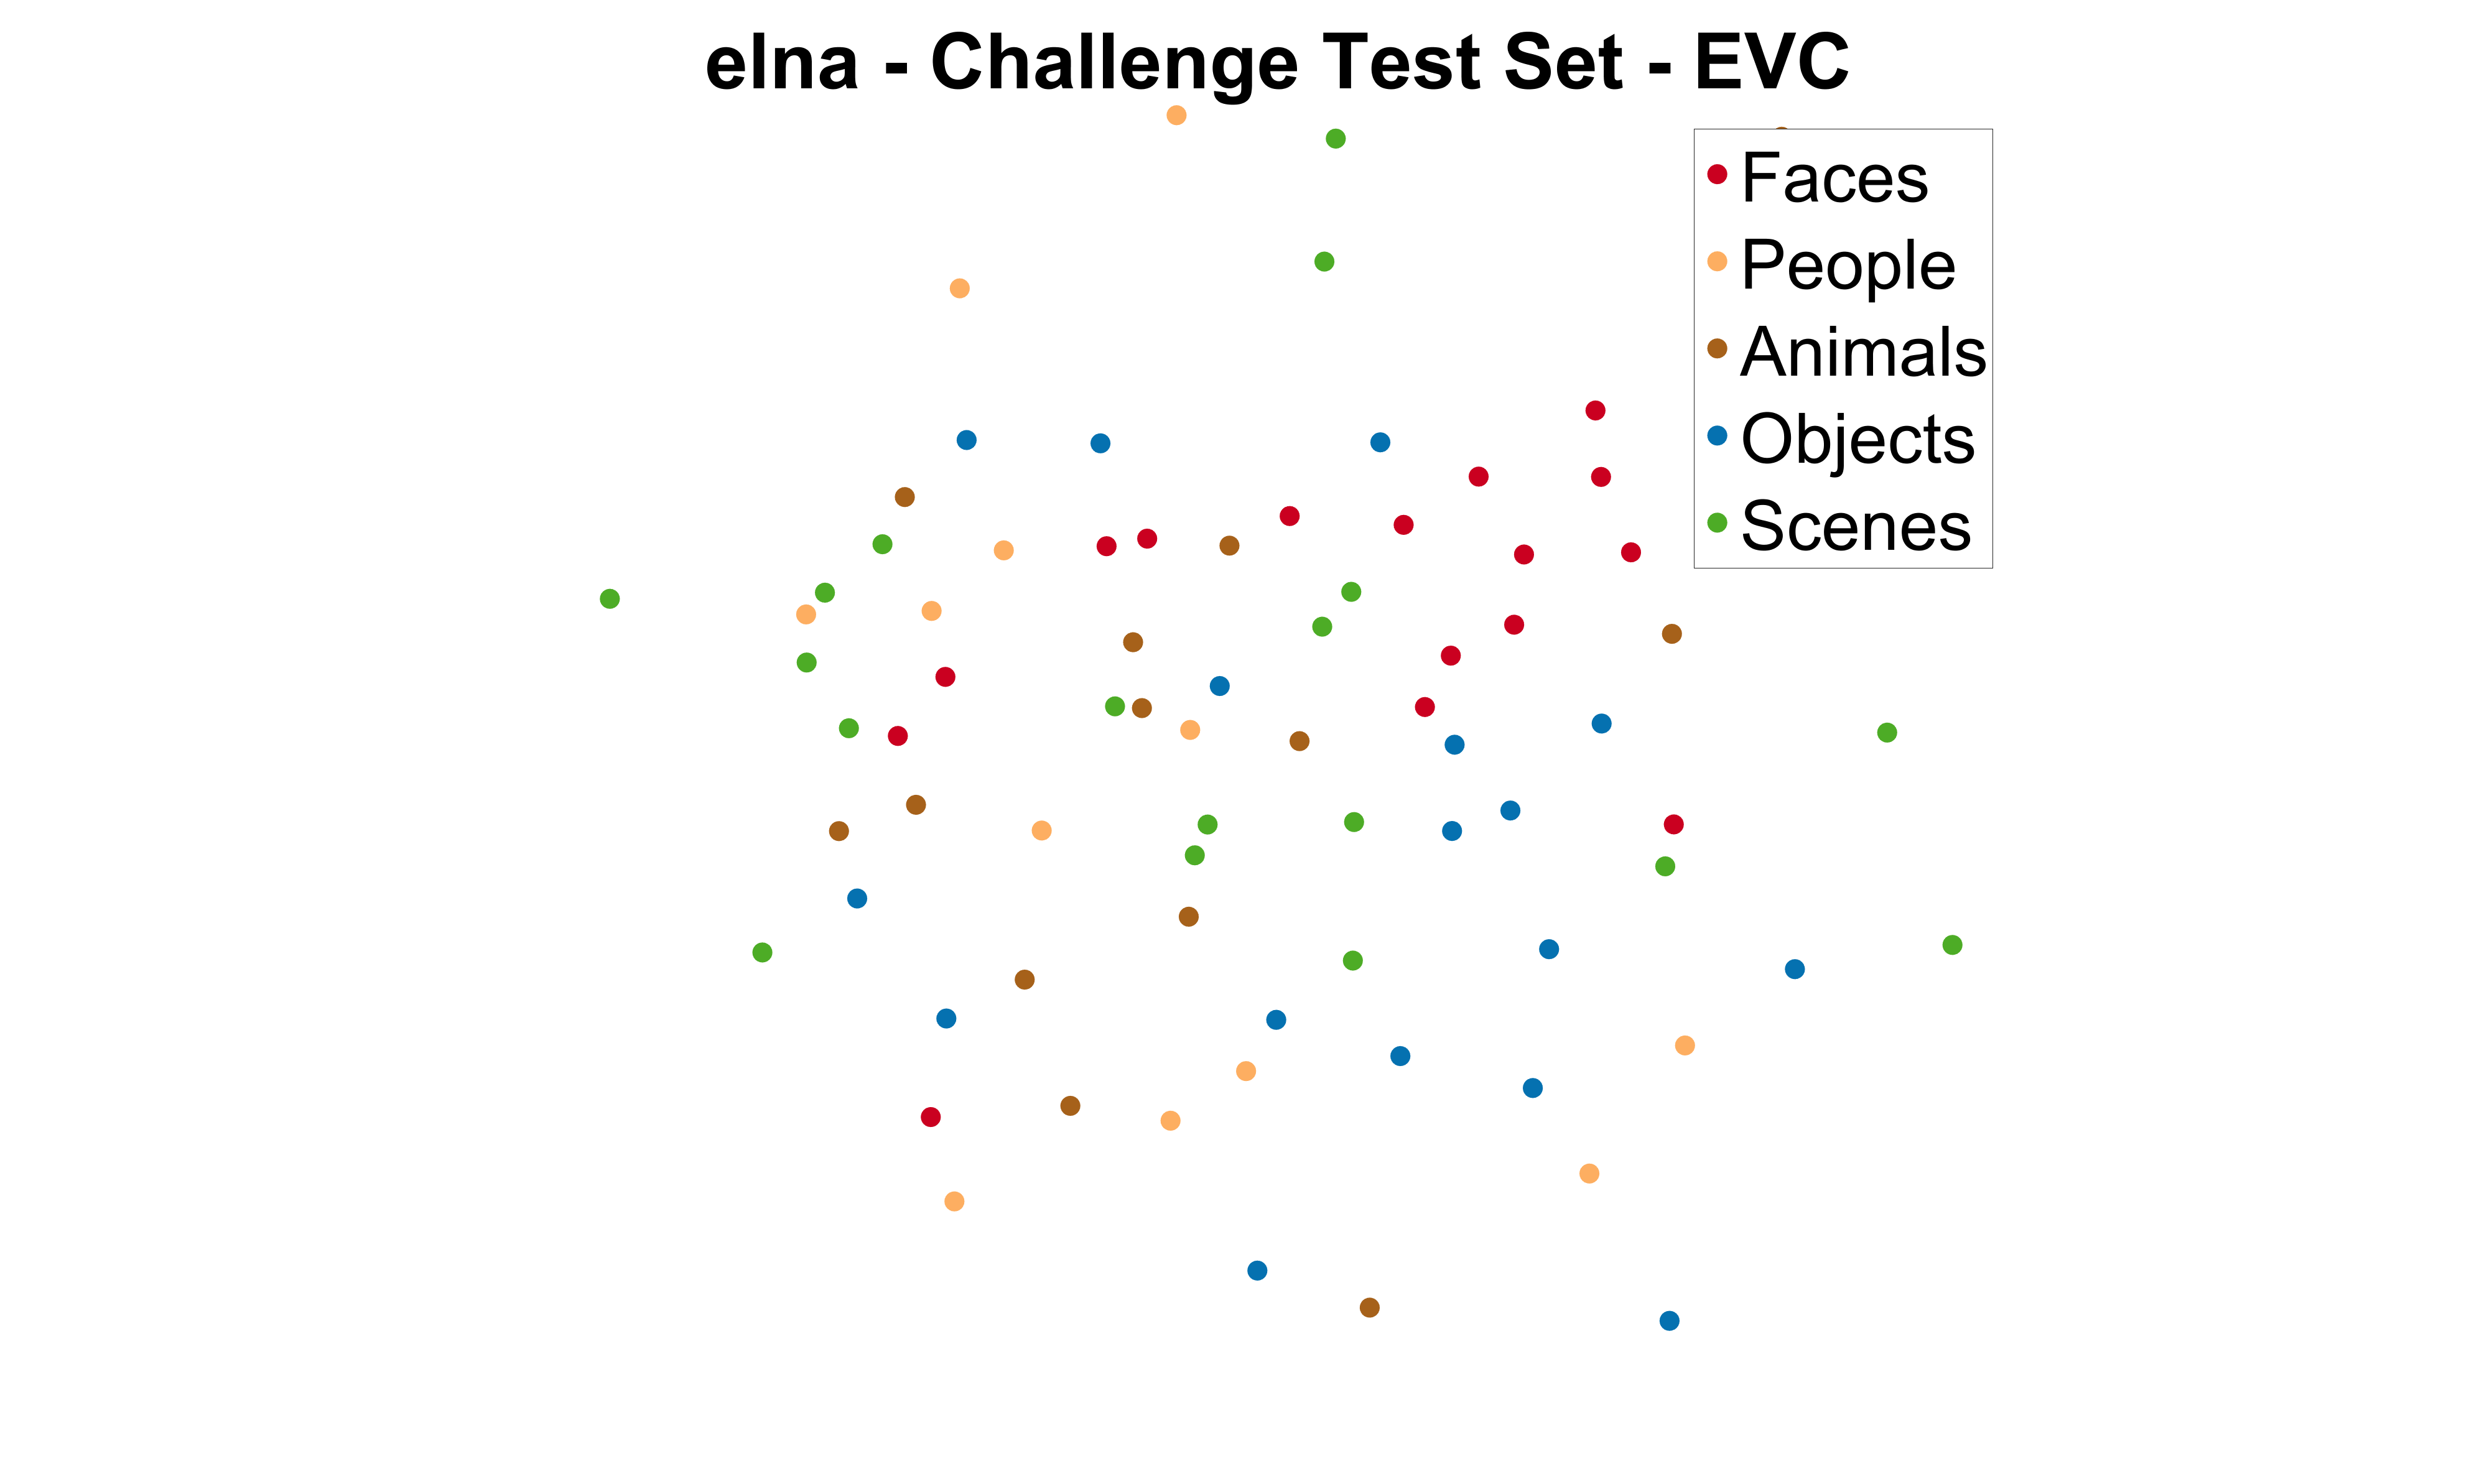 elna - Challenge Test Set - EVC
Faces
People
Animals
Objects
Scenes